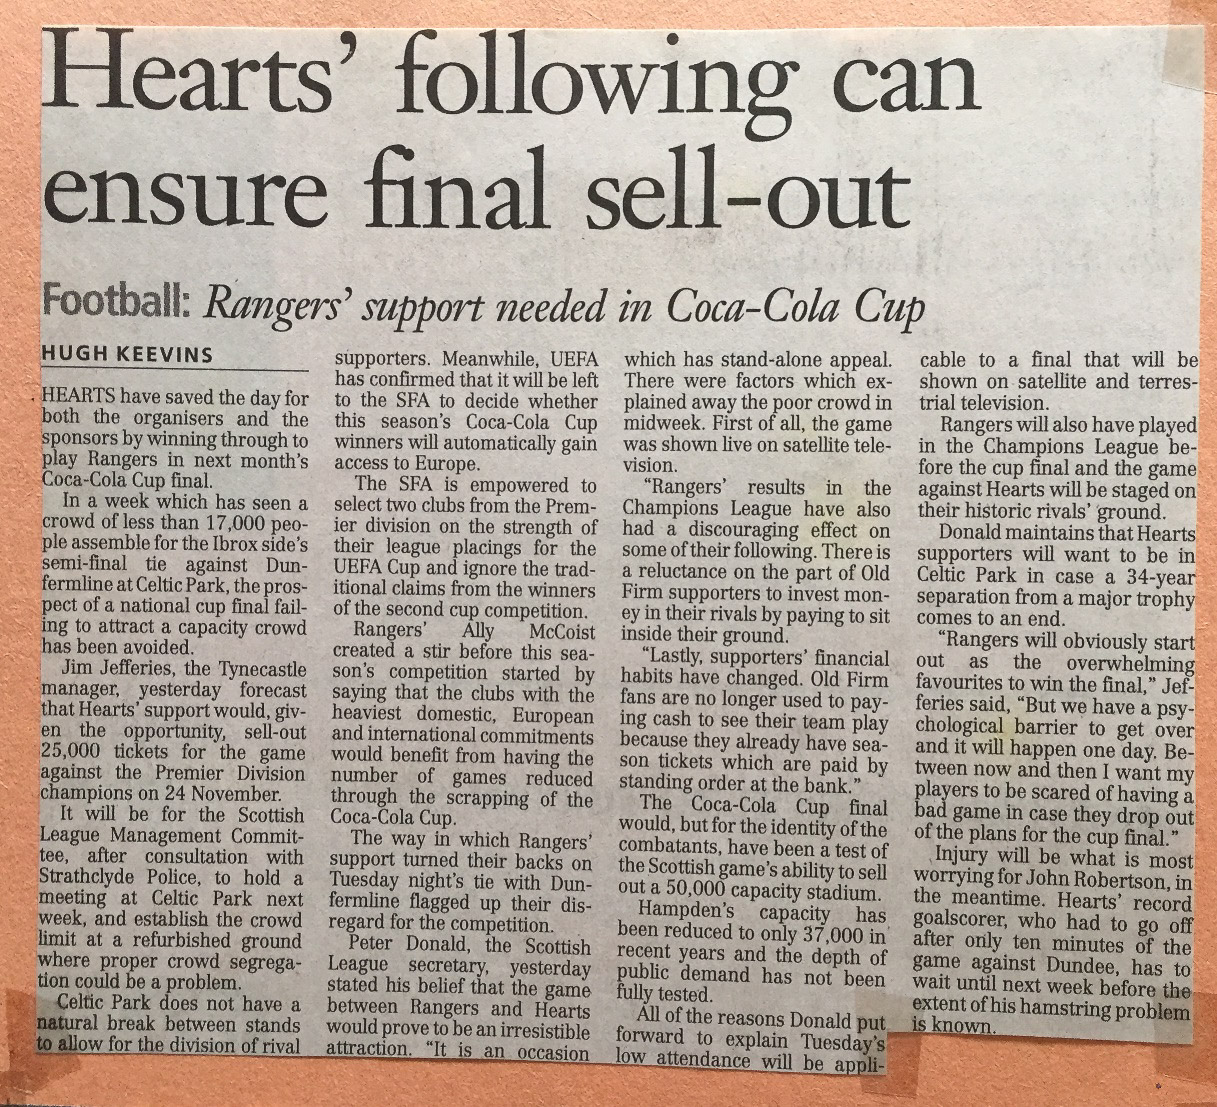 Hearts' following can
ensure final sell-out
Football: Rangers' support needed in Coca-Cola Cup
HUGH KEEVINS
HEARTS have saved the day for
both the organisers and the
sponsors by winning through to
play Rangers in next month's
Coca-Cola Cup final.
In a week which has seen a
crowd of less than 17,000 peo-
ple assemble for the Ibrox side's
semi-final tie against Dun-
fermline at Celtic Park, the pros-
pect of a national cup final fail-
ing to attract a capacity crowd
has been avoided.
Jim Jefferies, the Tynecastle
manager, yesterday forecast
that Hearts' support would, giv-
en the opportunity, sell-out
25,000 tickets for the game
against the Premier Division
champions on 24 November.
It will be for the Scottish
League Management Commit-
tee, after consultation with
Strathclyde Police, to hold a
meeting at Celtic Park next
week, and establish the crowd
limit at a refurbished ground
where proper crowd segrega-
tion could be a problem.
Celtic Park does not have a
natural break between stands
to allow for the division of rival
supporters. Meanwhile, UEFA
has confirmed that it will be left
to the SFA to decide whether
this season's Coca-Cola Cup
winners will automatically gain
access to Europe.
The SFA is empowered to
select two clubs from the Prem-
ier division on the strength of
their league placings for the
UEFA Cup and ignore the trad-
itional claims from the winners
of the second cup competition.
Rangers' Ally McCoist
created a stir before this sea-
son's competition started by
saying that the clubs with the
heaviest domestic, European
and international commitments
would benefit from having the
number of games reduced
through the scrapping of the
Coca-Cola Cup.
The way in which Rangers'
support turned their backs on
Tuesday night's tie with Dun-
fermline flagged up their dis-
regard for the competition.
Peter Donald, the Scottish
League secretary, yesterday
stated his belief that the game
between Rangers and Hearts
would prove to be an irresistible
attraction. "It is an occasion
which has stand-alone appeal.
There were factors which ex-
plained away the poor crowd in
midweek. First of all, the game
was shown live on satellite tele-
vision.
"Rangers' results in the
Champions League have also
had a discouraging effect on
some of their following. There is
a reluctance on the part of Old
Firm supporters to invest mon-
ey in their rivals by paying to sit
inside their ground.
"Lastly, supporters' financial
habits have changed. Old Firm
fans are no longer used to pay-
ing cash to see their team play
because they already have sea-
son tickets which are paid by
standing order at the bank."
The Coca-Cola Cup final
would, but for the identity of the
combatants, have been a test of
the Scottish game's ability to sell
out a 50,000 capacity stadium.
Hampden's capacity has
been reduced to only 37,000 in
recent years and the depth of
public demand has not been
fully tested.
All of the reasons Donald put
forward to explain Tuesday's
low attendance will be appli-
cable to a final that will be
shown on satellite and terres-
trial television.
Rangers will also have played
in the Champions League be-
fore the cup final and the game
against Hearts will be staged on
their historic rivals' ground.
Donald maintains that Hearts
supporters will want to be in
Celtic Park in case a 34-year
separation from a major trophy
comes to an end.
"Rangers will obviously start
out as the overwhelming
favourites to win the final," Jef-
feries said, "But we have a psy-
chological barrier to get over
and it will happen one day. Be-
tween now and then I want my
players to be scared of having a
bad game in case they drop out
of the plans for the cup final."
Injury will be what is most
worrying for John Robertson, in
the meantime. Hearts' record
goalscorer, who had to go off
after only ten minutes of the
game against Dundee, has to
wait until next week before the
extent of his hamstring problem
is known.